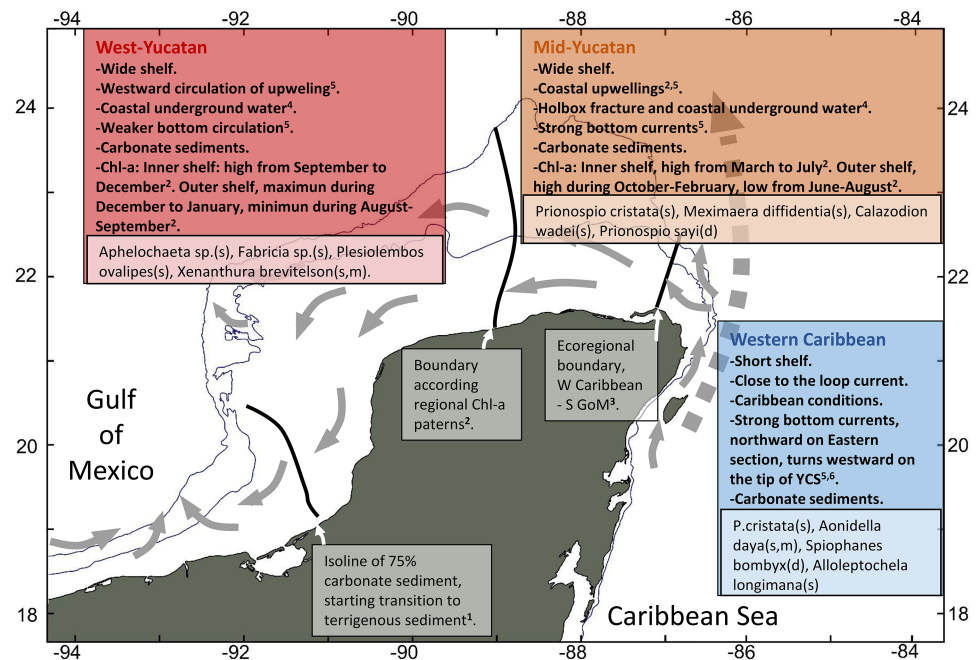 -94
-92
-90
-88
-86
-84
West-Yucatan
-Wide shelf.
-Westward circulation of upweling⁵.
-Coastal underground water⁴.
-Weaker bottom circulation⁵.
-Carbonate sediments.
-Chl-a: Inner shelf: high from September to
December². Outer shelf, maximun during
December to January, minimun during August-
September².
Aphelochaeta sp.(s), Fabricia sp.(s), Plesiolembos
ovalipes(s), Xenanthura brevitelson(s,m).
Mid-Yucatan
-Wide shelf.
-Coastal upwellings²,⁵.
-Holbox fracture and coastal underground water⁴.
-Strong bottom currents⁵.
-Carbonate sediments.
-Chl-a: Inner shelf, high from March to July². Outer shelf,
high during October-February, low from June-August².
Prionospio cristata(s), Meximaera diffidentia(s), Calazodion
wadei(s), Prionospio sayi(d)
Western Caribbean
-Short shelf.
-Close to the loop current.
-Caribbean conditions.
-Strong bottom currents,
northward on Eastern
section, turns westward on
the tip of YCS⁵,⁶.
-Carbonate sediments.
P.cristata(s), Aonidella
daya(s,m), Spiophanes
bombyx(d), Alloleptochela
longimana(s)
Boundary
according
regional Chl-a
paterns².
Ecoregional
boundary,
W Caribbean
- S GoM³.
Gulf
of
Mexico
Isoline of 75%
carbonate sediment,
starting transition to
terrigenous sediment¹.
Caribbean Sea
24
22
20
18
24
22
20
18
-94
-92
-90
-88
-86
-84